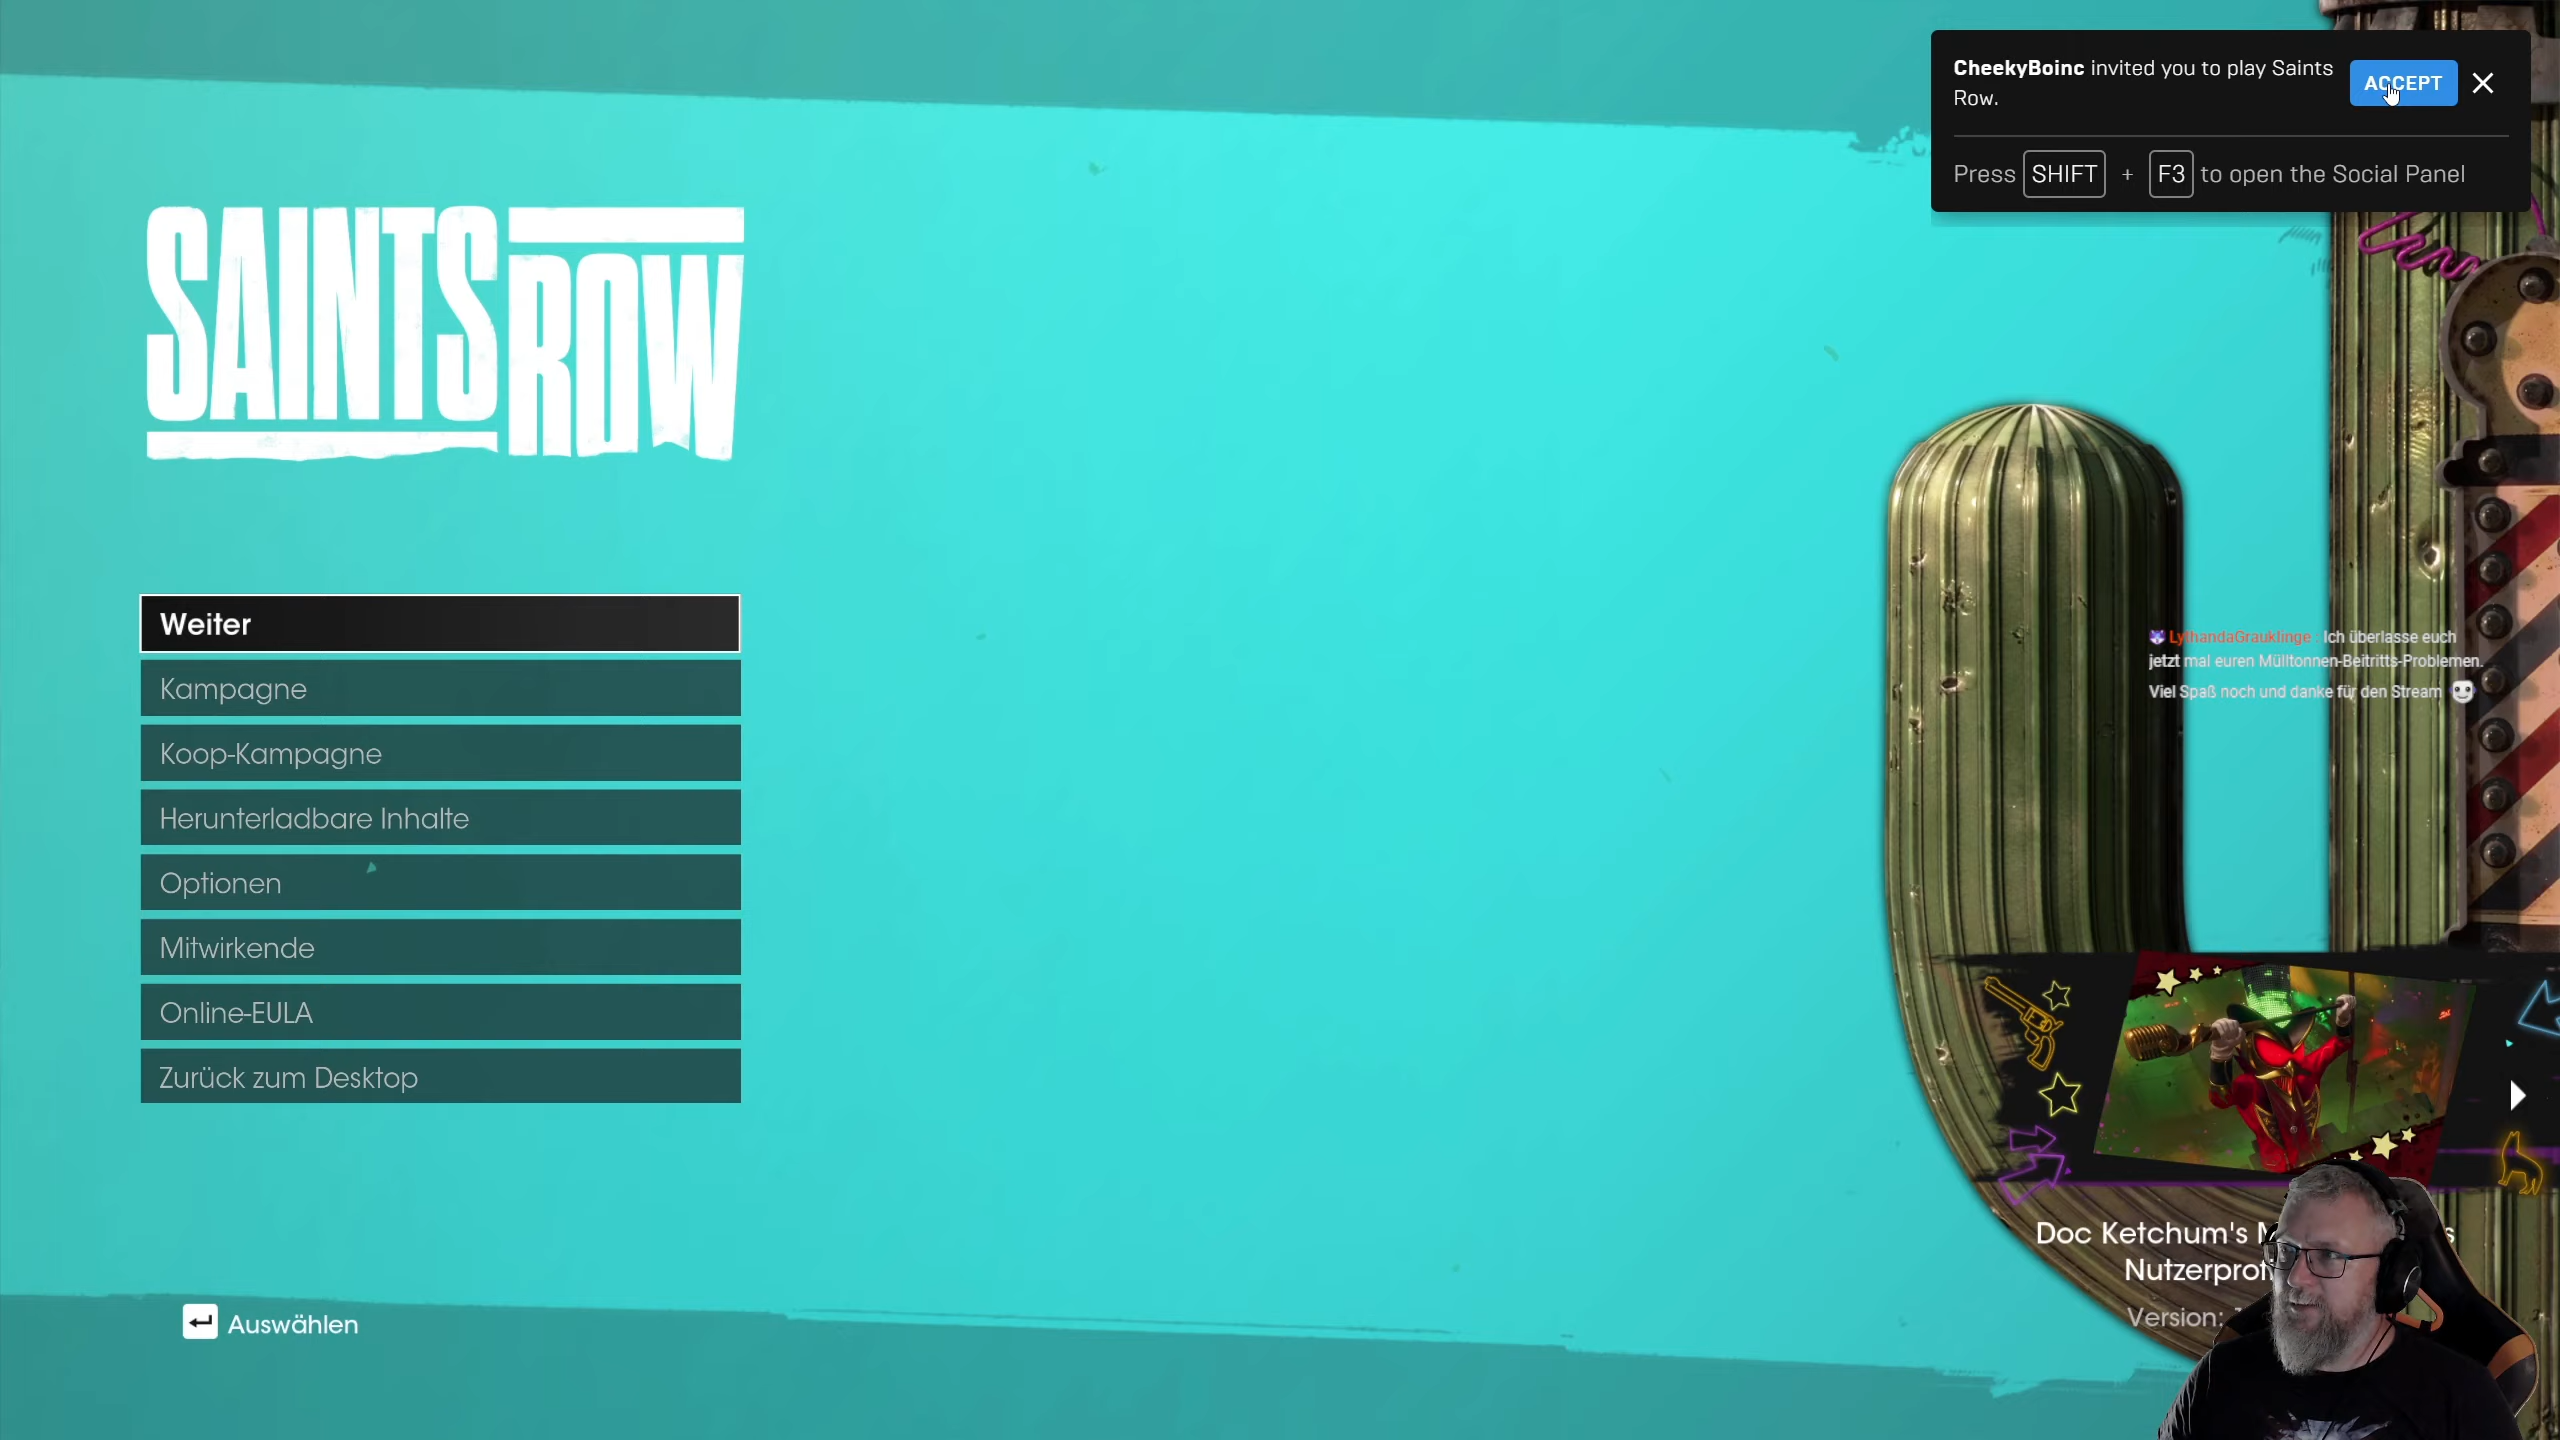 CheekyBoinc invited you to play Saints
Row.
ACCEPT
Press SHIFT + F3 to open the Social Panel
SAINTS ROW
Weiter
Kampagne
Koop-Kampagne
Herunterladbare Inhalte
Optionen
Mitwirkende
Online-EULA
Zurück zum Desktop
Auswählen
LythandaGrauklinge : Ich überlasse euch
jetzt mal euren Mülltonnen-Beitritts-Problemen.
Viel Spaß noch und danke für den Stream
Doc Ketchum's
Version: